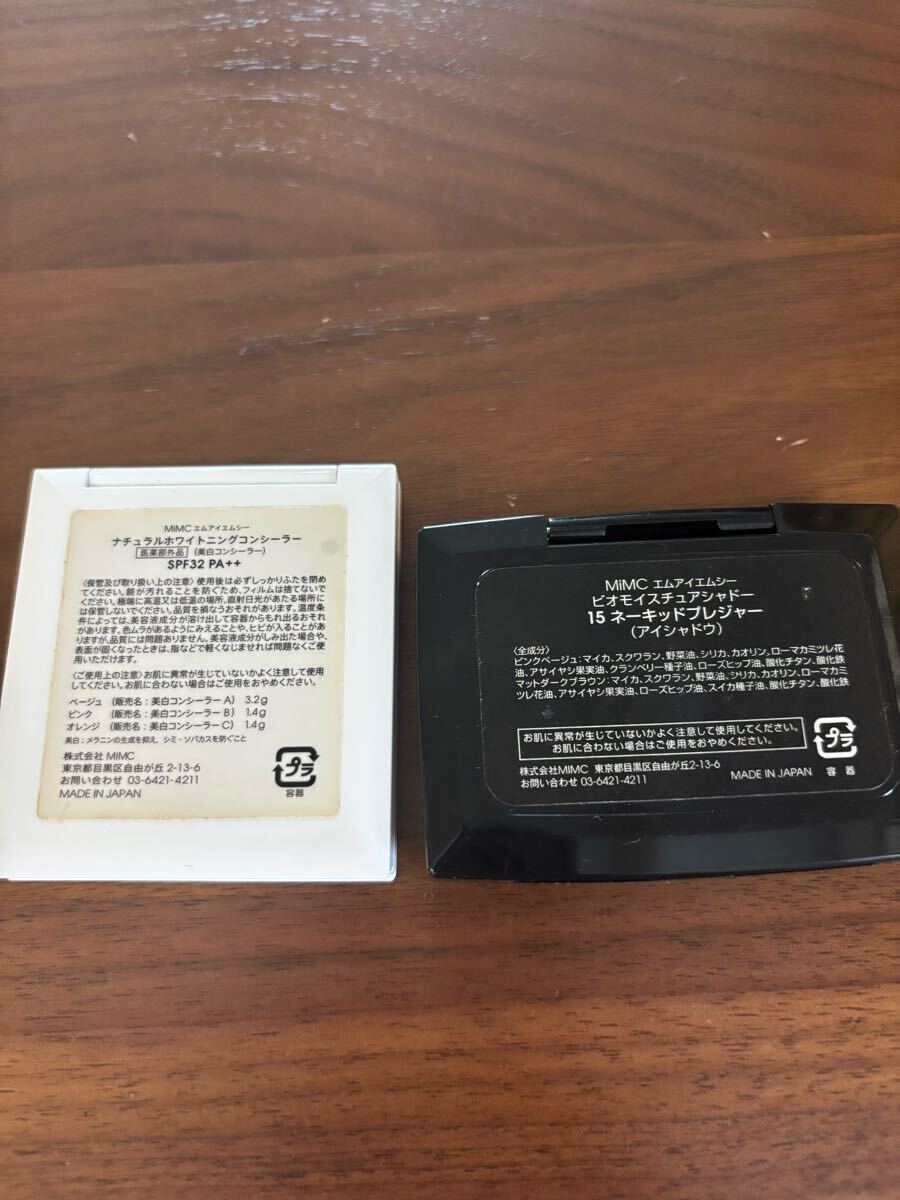 MiMC エムアイエムシー
ナチュラルホワイトニングコンシーラー
医薬部外品 (美白コンシーラー)
SPF32 PA++
〈保管及び取り扱い上の注意〉使用後は必ずしっかりふたを閉め
てください。鏡が汚れることを防ぐため、フィルムは捨てないで
ください。極端に高温又は低温の場所、直射日光があたる場所に
は保管しないでください。品質を損なうおそれがあります。温度条
件によっては、美容液成分が溶け出して容器からもれ出るおそれ
があります。色ムラがあるようにみえることや、ヒビが入ることがあ
りますが、品質には問題ありません。美容液成分がしみ出た場合や、
表面が固くなったときは、指などで軽くなじませれば問題なくご使
用いただけます。
〈ご使用上の注意〉お肌に異常が生じていないかよく注意して使用
してください。お肌に合わない場合はご使用をおやめください。
ベージュ (販売名:美白コンシーラー A) 3.2g
ピンク (販売名:美白コンシーラー B) 1.4g
オレンジ (販売名:美白コンシーラー C) 1.4g
美白:メラニンの生成を抑え、シミ・ソバカスを防ぐこと
株式会社MIMC
東京都目黒区自由が丘 2-13-6
お問い合わせ 03-6421-4211
MADE IN JAPAN
プラ
容器
MiMC エムアイエムシー
ビオモイスチュアシャドー
15 ネーキッドプレジャー
(アイシャドウ)
〈全成分〉
ピンクベージュ:マイカ、スクワラン、野菜油、シリカ、カオリン、ローマカミツレ花
油、アサイヤシ果実油、クランベリー種子油、ローズヒップ油、酸化チタン、酸化鉄
マットダークブラウン:マイカ、スクワラン、野菜油、シリカ、カオリン、ローマカミ
ツレ花油、アサイヤシ果実油、ローズヒップ油、スイカ種子油、酸化チタン、酸化鉄
お肌に異常が生じていないかよく注意して使用してください。
お肌に合わない場合はご使用をおやめください。
株式会社MIMC 東京都目黒区自由が丘2-13-6
お問い合わせ 03-6421-4211
MADE IN JAPAN
プラ
容器